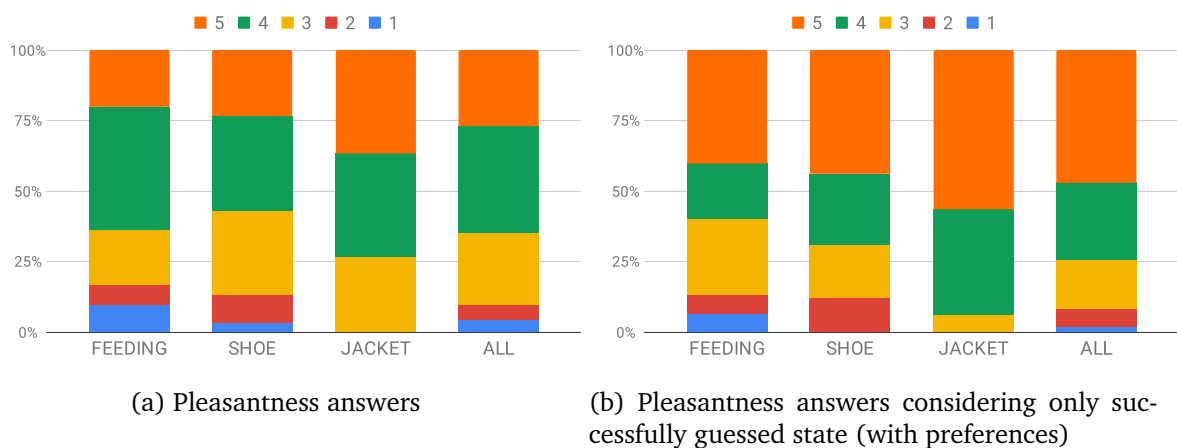 5 4 3 2 1
100%
75%
50%
25%
0%
FEEDING SHOE JACKET ALL
(a) Pleasantness answers
5 4 3 2 1
100%
75%
50%
25%
0%
FEEDING SHOE JACKET ALL
(b) Pleasantness answers considering only suc-
cessfully guessed state (with preferences)